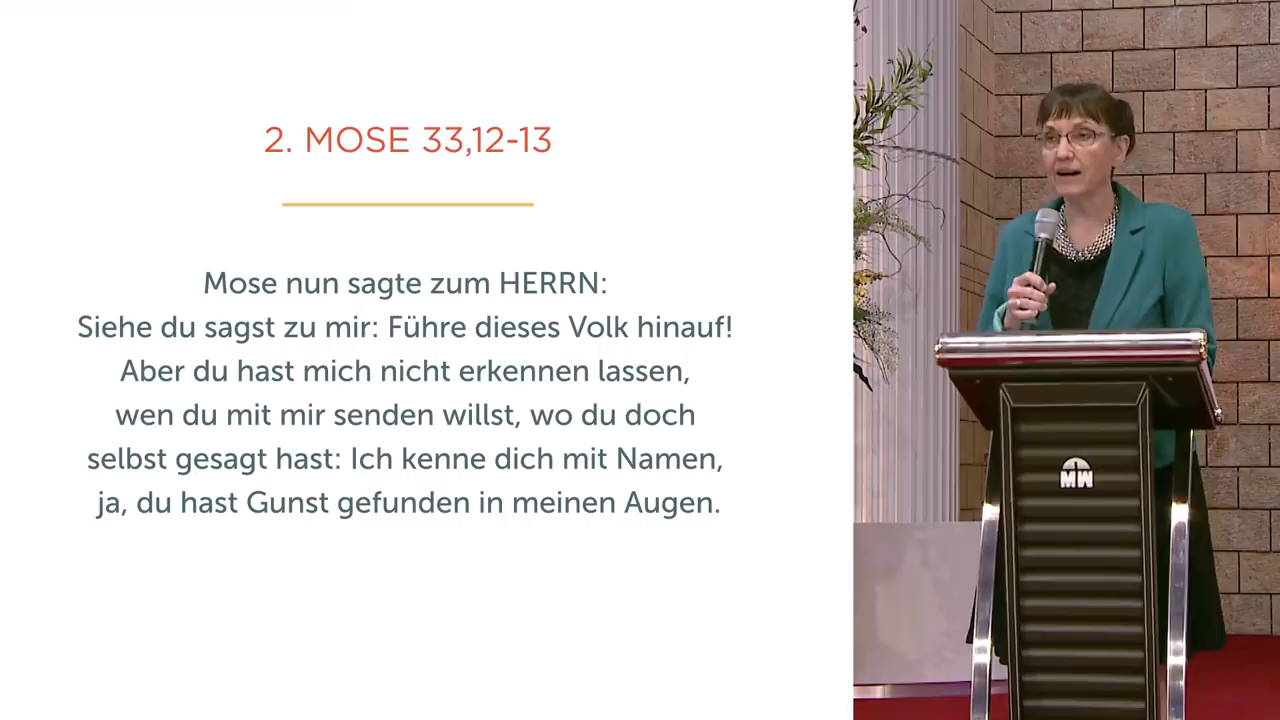 2. MOSE 33,12-13
Mose nun sagte zum HERRN:
Siehe du sagst zu mir: Führe dieses Volk hinauf!
Aber du hast mich nicht erkennen lassen,
wen du mit mir senden willst, wo du doch
selbst gesagt hast: Ich kenne dich mit Namen,
ja, du hast Gunst gefunden in meinen Augen.
MW